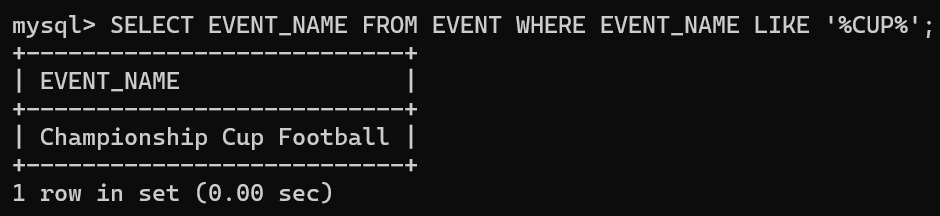 mysql> SELECT EVENT_NAME FROM EVENT WHERE EVENT_NAME LIKE '%CUP%';
+---------------------------+
| EVENT_NAME                |
+---------------------------+
| Championship Cup Football |
+---------------------------+
1 row in set (0.00 sec)